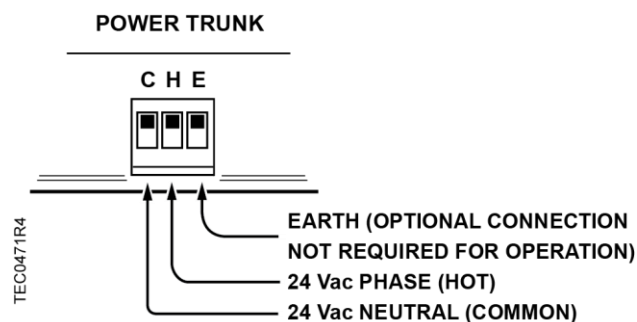 POWER TRUNK
C H E
EARTH (OPTIONAL CONNECTION
NOT REQUIRED FOR OPERATION)
24 Vac PHASE (HOT)
24 Vac NEUTRAL (COMMON)
TEC0471R4